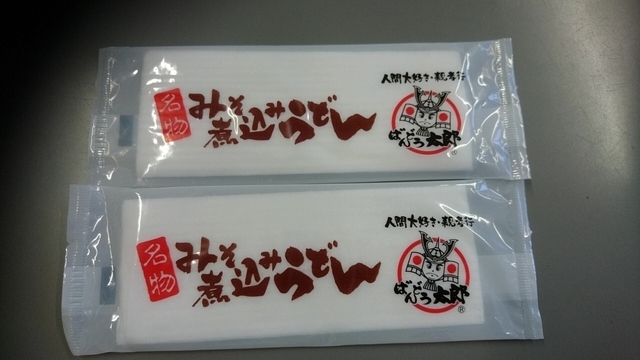 名物
みそ煮込みうどん
人間大好き・親孝行
ばんどう太郎
®
名物
みそ煮込みうどん
人間大好き・親孝行
ばんどう太郎
®